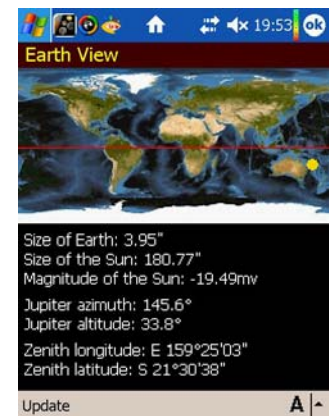 19:53 ok
Earth View
Size of Earth: 3.95"
Size of the Sun: 180.77"
Magnitude of the Sun: -19.49mv
Jupiter azimuth: 145.6°
Jupiter altitude: 33.8°
Zenith longitude: E 159°25'03"
Zenith latitude: S 21°30'38"
Update A